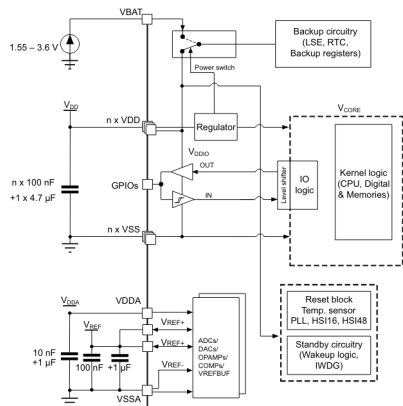 VBAT
1.55 – 3.6 V
Backup circuitry
(LSE, RTC,
Backup registers)
Power switch
VDD
n x VDD
Regulator
VDDIO
VCORE
OUT
IN
GPIOs
Level shifter
IO
logic
Kernel logic
(CPU, Digital
& Memories)
n x 100 nF
+1 x 4.7 µF
n x VSS
Reset block
Temp. sensor
PLL, HSI16, HSI48
Standby circuitry
(Wakeup logic,
IWDG)
VDDA
VDDA
VREF
VREF+
VREF+
VREF-
ADCs/
DACs/
OPAMPs/
COMPs/
VREFBUF
10 nF
+1 µF
100 nF
+1 µF
VSSA